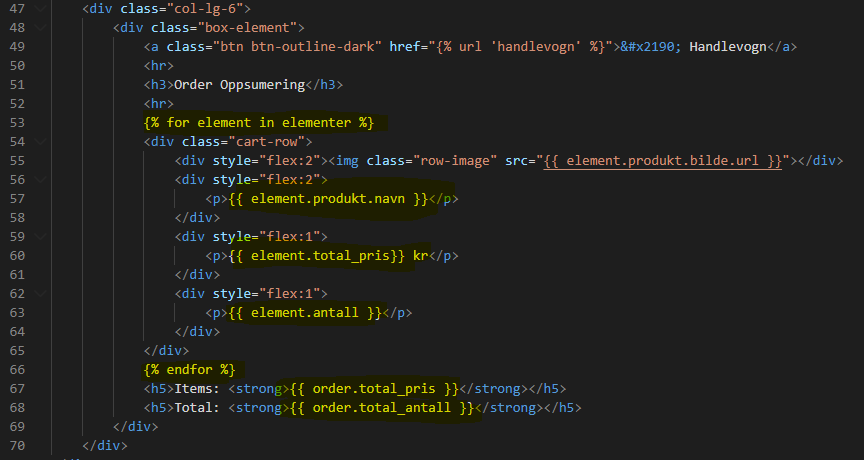 47 <div class="col-lg-6">
48 <div class="box-element">
49 <a class="btn btn-outline-dark" href="{% url 'handlevogn' %}">&#x2190; Handlevogn</a>
50 <hr>
51 <h3>Order Oppsumering</h3>
52 <hr>
53 {% for element in elementer %}
54 <div class="cart-row">
55 <div style="flex:2"><img class="row-image" src="{{ element.produkt.bilde.url }}"></div>
56 <div style="flex:2">
57 <p>{{ element.produkt.navn }}</p>
58 </div>
59 <div style="flex:1">
60 <p>{{ element.total_pris}} kr</p>
61 </div>
62 <div style="flex:1">
63 <p>{{ element.antall }}</p>
64 </div>
65 </div>
66 {% endfor %}
67 <h5>Items: <strong>{{ order.total_pris }}</strong></h5>
68 <h5>Total: <strong>{{ order.total_antall }}</strong></h5>
69 </div>
70 </div>